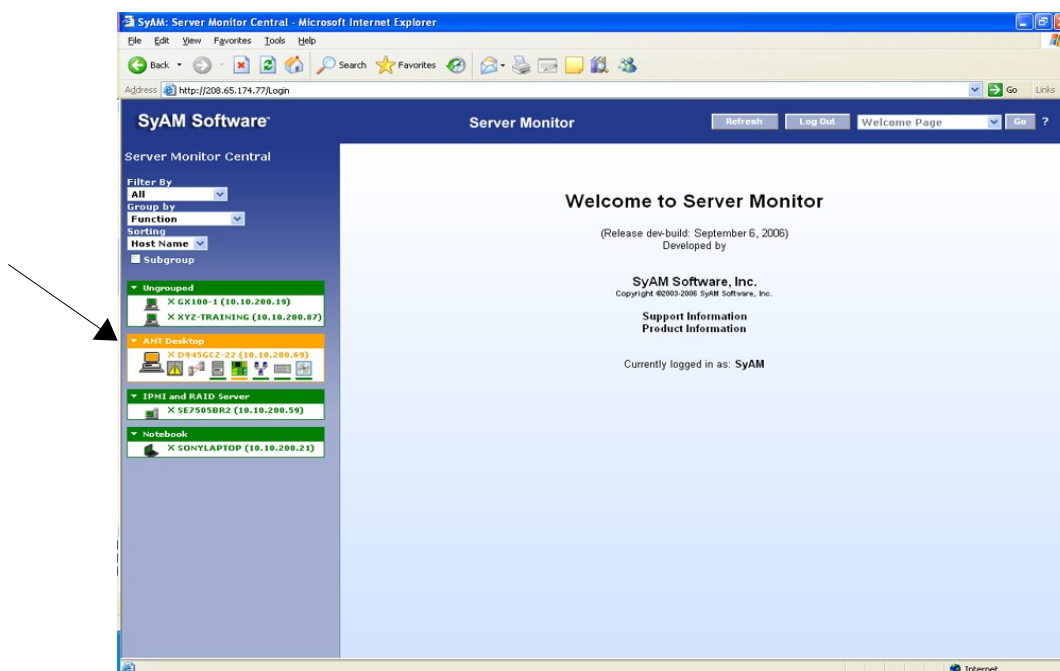 SyAM: Server Monitor Central - Microsoft Internet Explorer
File Edit View Favorites Tools Help
Back Search Favorites
Address http://208.65.174.77/Login Go Links
SyAM Software™ Server Monitor Refresh Log Out Welcome Page Go ?
Server Monitor Central
Filter By
All
Group by
Function
Sorting
Host Name
Subgroup
Ungrouped
X GX100-1 (10.10.200.19)
X XYZ-TRAINING (10.10.200.87)
AMT Desktop
X D945GCZ-22 (10.10.200.69)
IPMI and RAID Server
X SE7505BR2 (10.10.200.59)
Notebook
X SONYLAPTOP (10.10.200.21)
Welcome to Server Monitor
(Release dev-build: September 6, 2006)
Developed by
SyAM Software, Inc.
Copyright ©2003-2006 SyAM Software, Inc.
Support Information
Product Information
Currently logged in as: SyAM
Internet